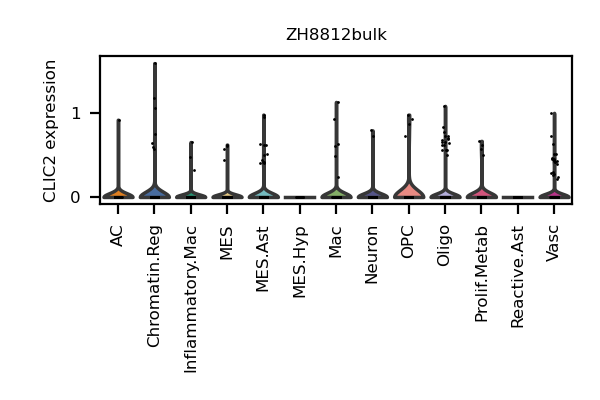 ZH8812bulk
CLIC2 expression
1
0
AC
Chromatin.Reg
Inflammatory.Mac
MES
MES.Ast
MES.Hyp
Mac
Neuron
OPC
Oligo
Prolif.Metab
Reactive.Ast
Vasc